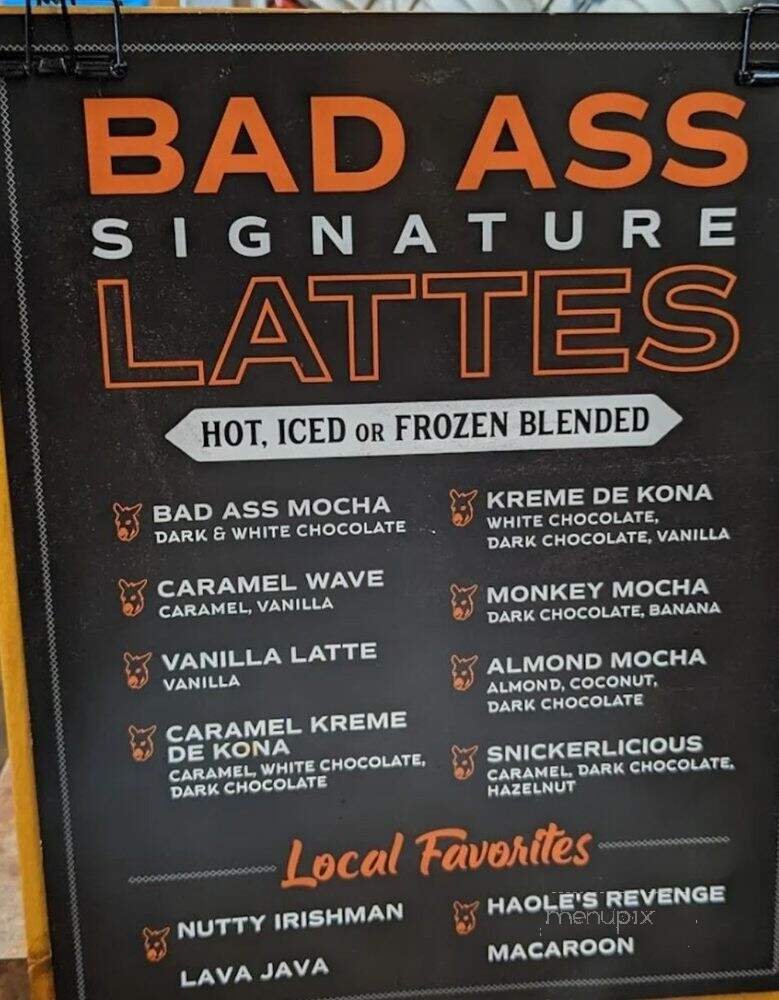 BAD ASS
SIGNATURE
LATTES
HOT, ICED OR FROZEN BLENDED
BAD ASS MOCHA
DARK & WHITE CHOCOLATE
CARAMEL WAVE
CARAMEL, VANILLA
VANILLA LATTE
VANILLA
CARAMEL KREME
DE KONA
CARAMEL, WHITE CHOCOLATE,
DARK CHOCOLATE
KREME DE KONA
WHITE CHOCOLATE,
DARK CHOCOLATE, VANILLA
MONKEY MOCHA
DARK CHOCOLATE, BANANA
ALMOND MOCHA
ALMOND, COCONUT,
DARK CHOCOLATE
SNICKERLICIOUS
CARAMEL, DARK CHOCOLATE,
HAZELNUT
Local Favorites
NUTTY IRISHMAN
LAVA JAVA
HAOLE'S REVENGE
MACAROON
menupix